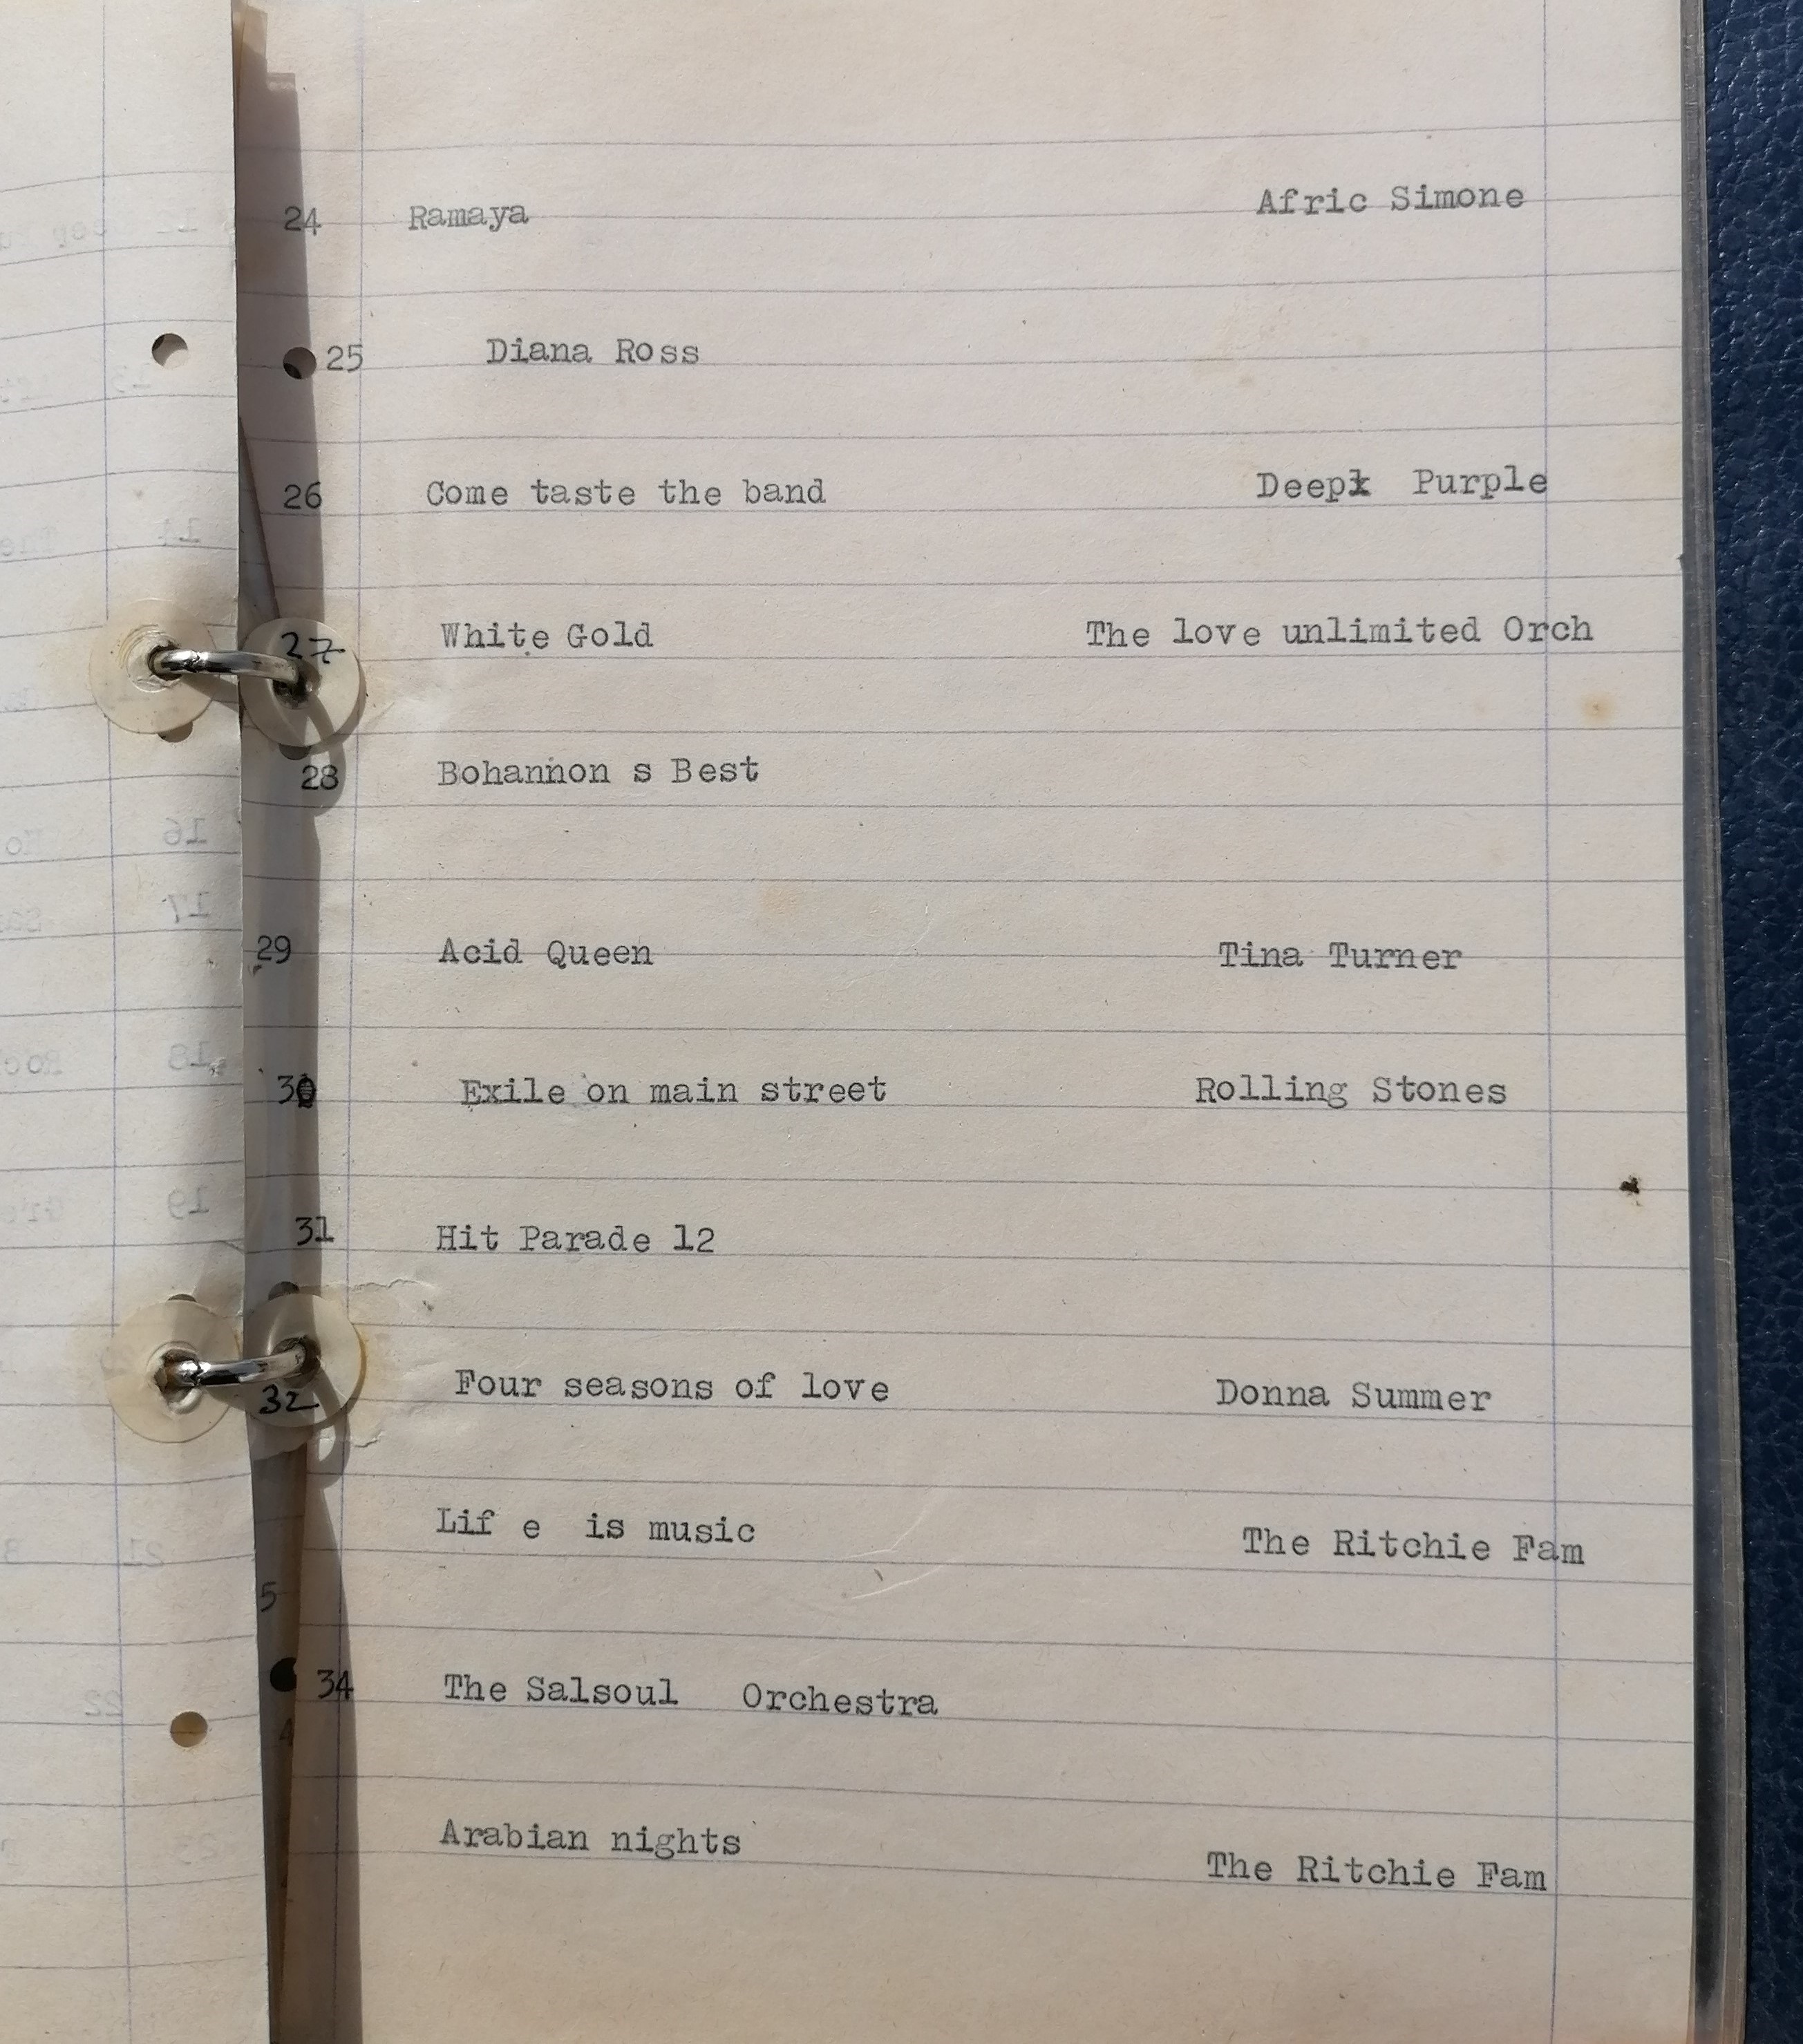 24 Ramaya Afric Simone
25 Diana Ross
26 Come taste the band Deep Purple
27 White Gold The love unlimited Orch
28 Bohannon s Best
29 Acid Queen Tina Turner
30 Exile on main street Rolling Stones
31 Hit Parade 12
32 Four seasons of love Donna Summer
Lif e is music The Ritchie Fam
5
34 The Salsoul Orchestra
4
Arabian nights The Ritchie Fam